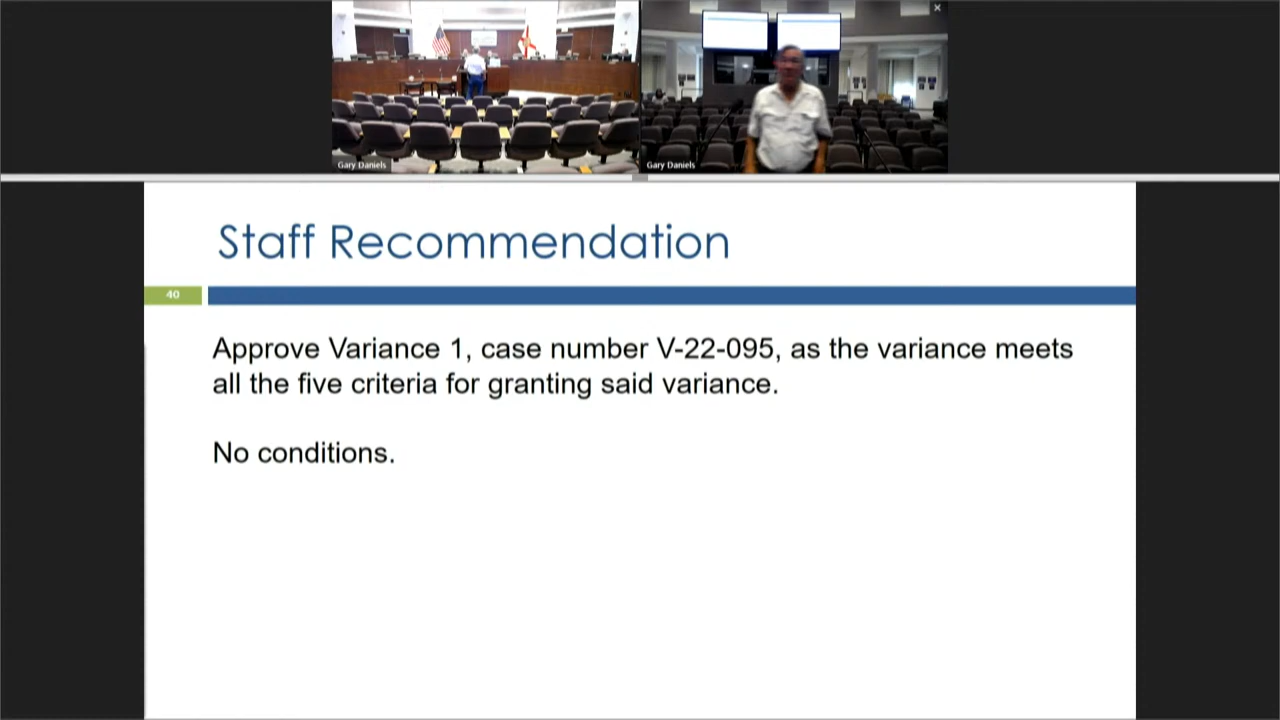 Gary Daniels
Gary Daniels
Staff Recommendation
40
Approve Variance 1, case number V-22-095, as the variance meets
all the five criteria for granting said variance.
No conditions.